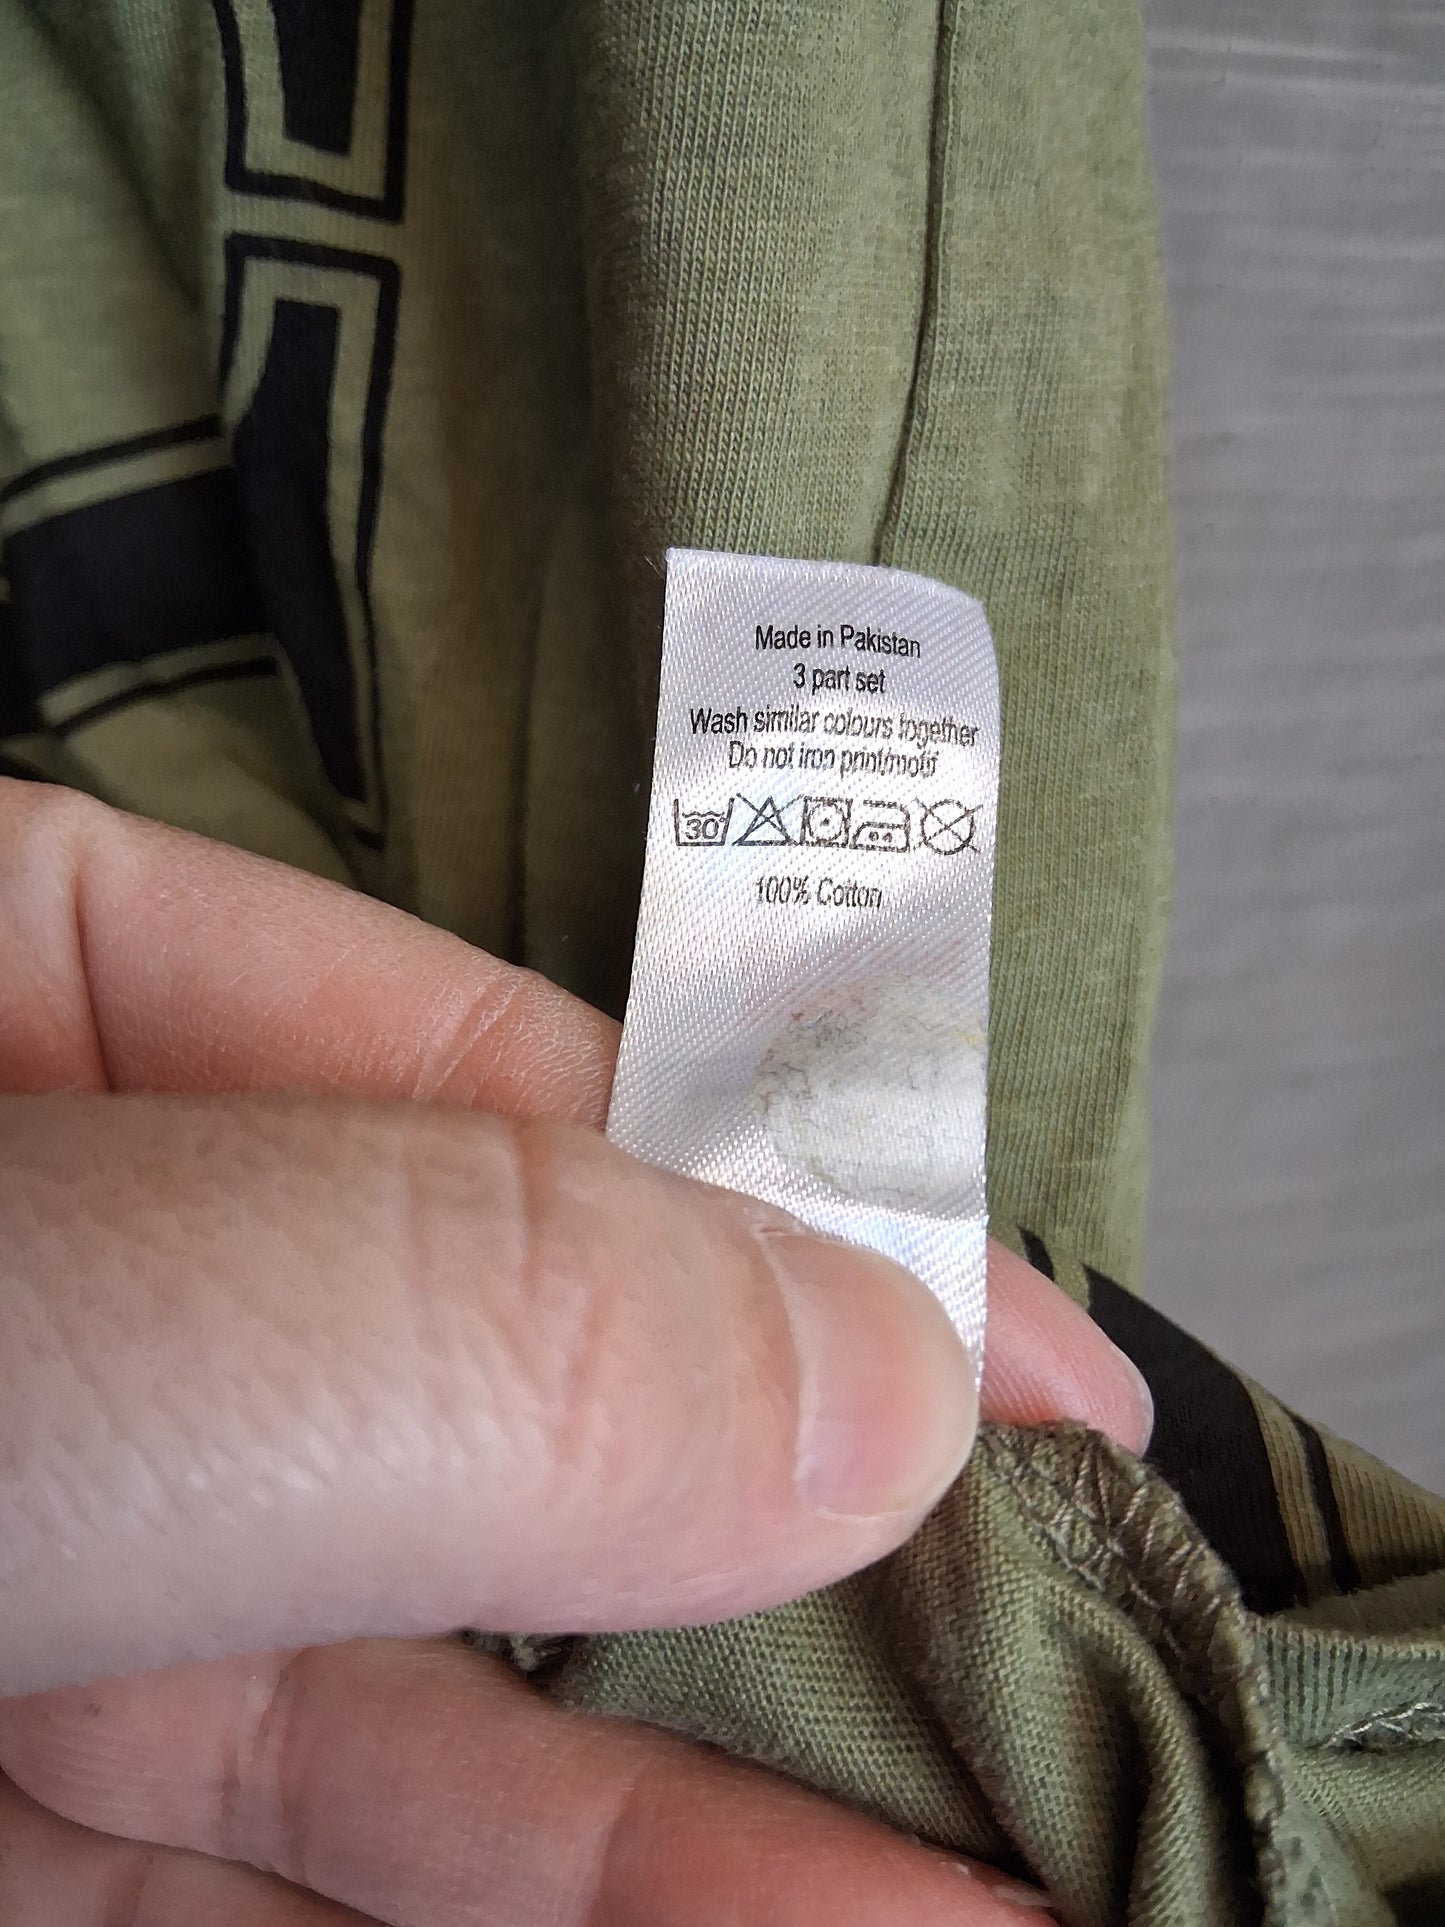 Made in Pakistan
3 part set
Wash similar colours together
Do not iron print/motif
30°
100% Cotton